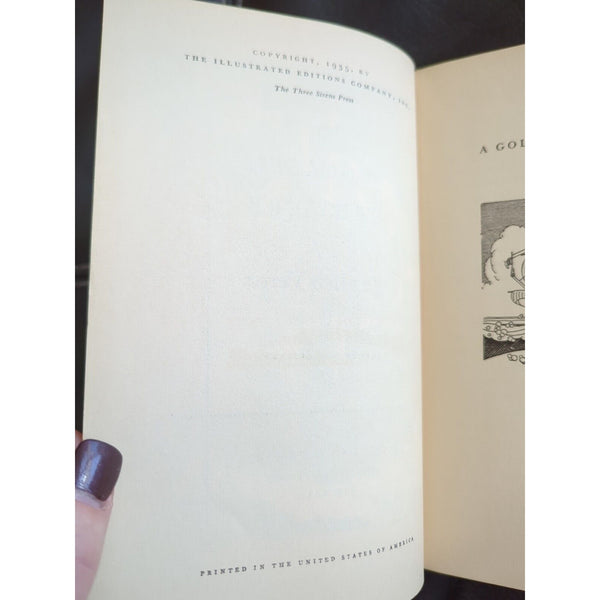 COPYRIGHT, 1935, BY
THE ILLUSTRATED EDITIONS COMPANY, INC.
The Three Sirens Press
PRINTED IN THE UNITED STATES OF AMERICA
A GOL